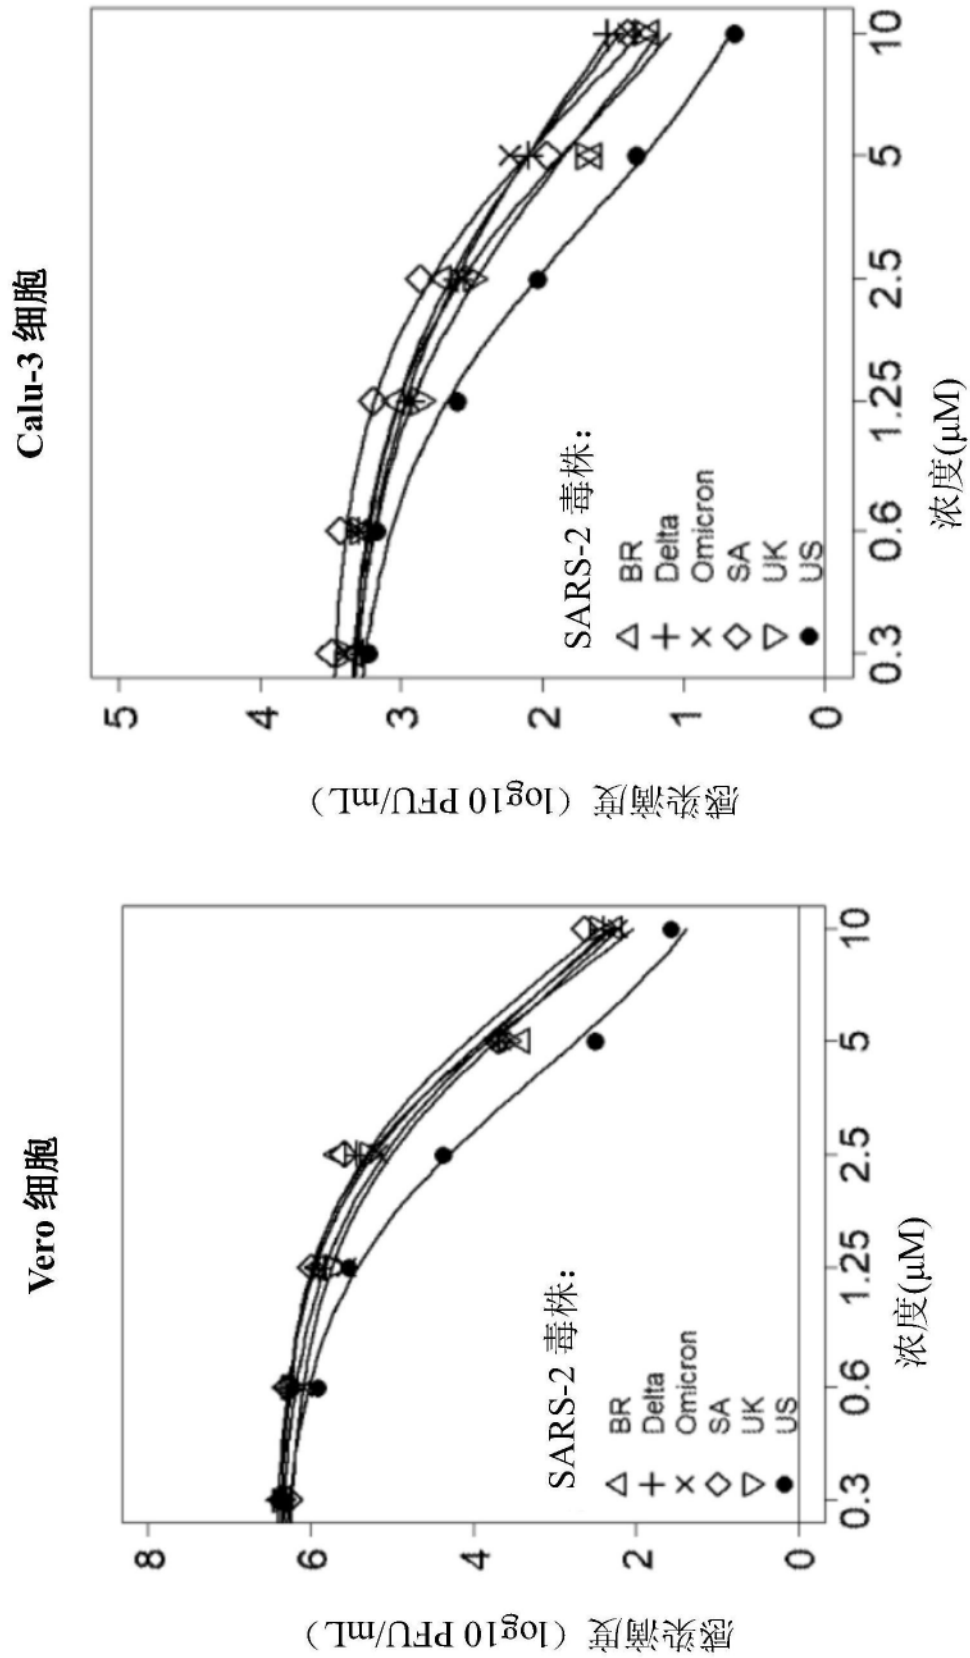 Vero 细胞
感染滴度（log10 PFU/mL）
8
6
4
2
0
SARS-2 毒株:
BR
Delta
Omicron
SA
UK
US
0.3
0.6
1.25
2.5
5
10
浓度(μM)
Calu-3 细胞
感染滴度（log10 PFU/mL）
5
4
3
2
1
0
SARS-2 毒株:
BR
Delta
Omicron
SA
UK
US
0.3
0.6
1.25
2.5
5
10
浓度(μM)